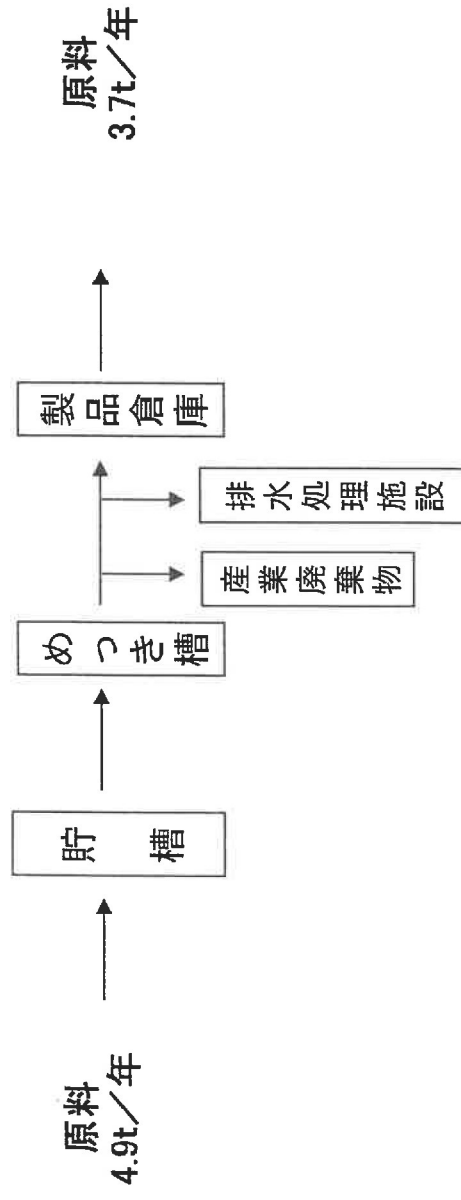 原料
4.9t／年
貯槽
めっき槽
産業廃棄物
排水処理施設
製品倉庫
原料
3.7t／年